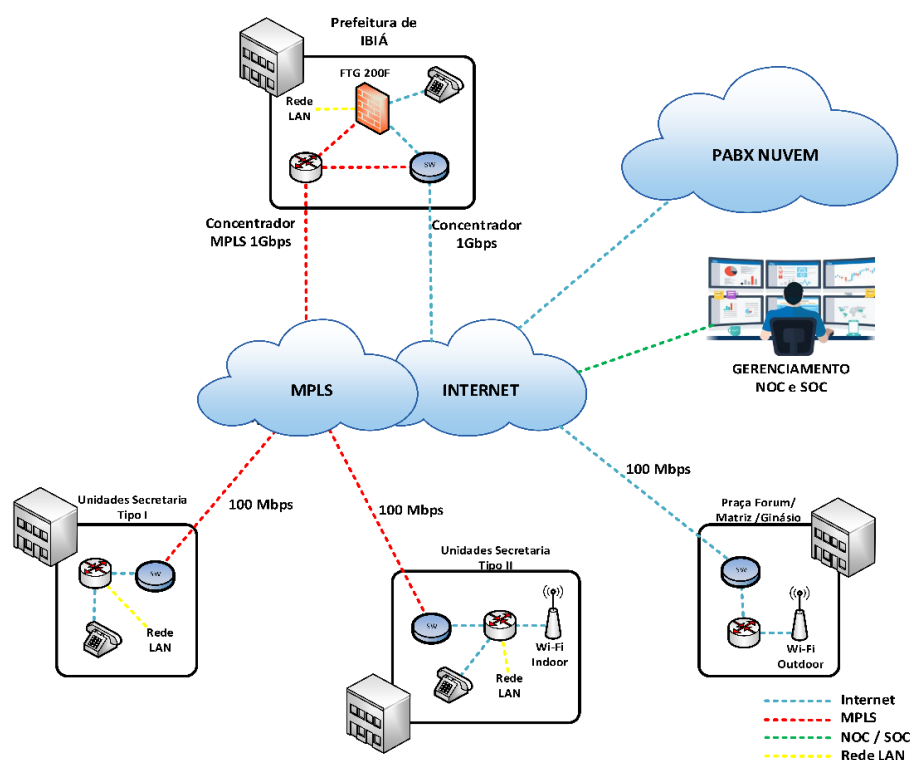 Prefeitura de
IBIÁ
FTG 200F
Rede
LAN
SW
Concentrador
MPLS 1Gbps
Concentrador
1Gbps
PABX NUVEM
GERENCIAMENTO
NOC e SOC
MPLS
INTERNET
100 Mbps
100 Mbps
100 Mbps
Unidades Secretaria
Tipo I
SW
Rede
LAN
Unidades Secretaria
Tipo II
SW
Wi-Fi
Indoor
Rede
LAN
Praça Forum/
Matriz /Ginásio
SW
Wi-Fi
Outdoor
Internet
MPLS
NOC / SOC
Rede LAN